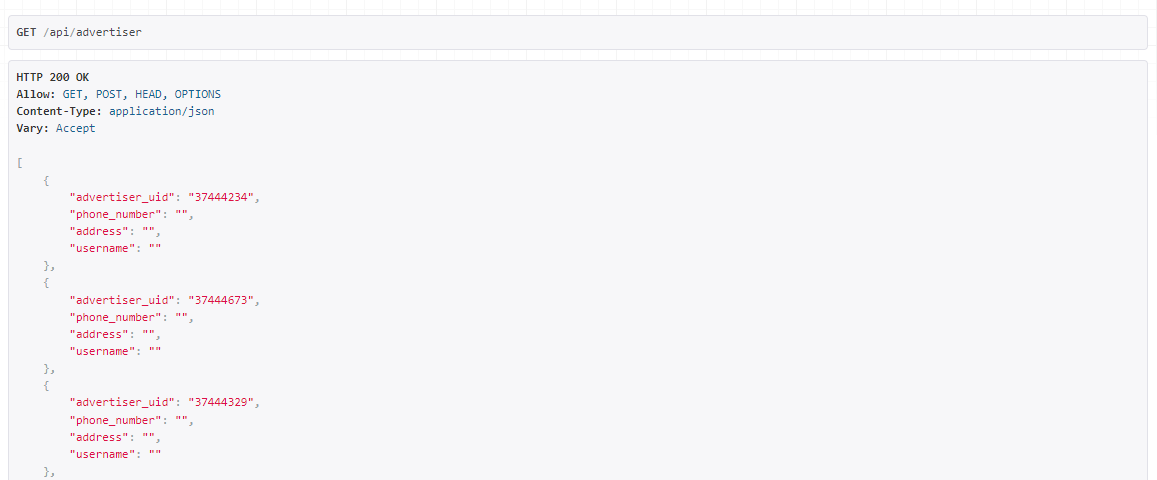 GET /api/advertiser
HTTP 200 OK
Allow: GET, POST, HEAD, OPTIONS
Content-Type: application/json
Vary: Accept
[
    {
        "advertiser_uid": "37444234",
        "phone_number": "",
        "address": "",
        "username": ""
    },
    {
        "advertiser_uid": "37444673",
        "phone_number": "",
        "address": "",
        "username": ""
    },
    {
        "advertiser_uid": "37444329",
        "phone_number": "",
        "address": "",
        "username": ""
    },